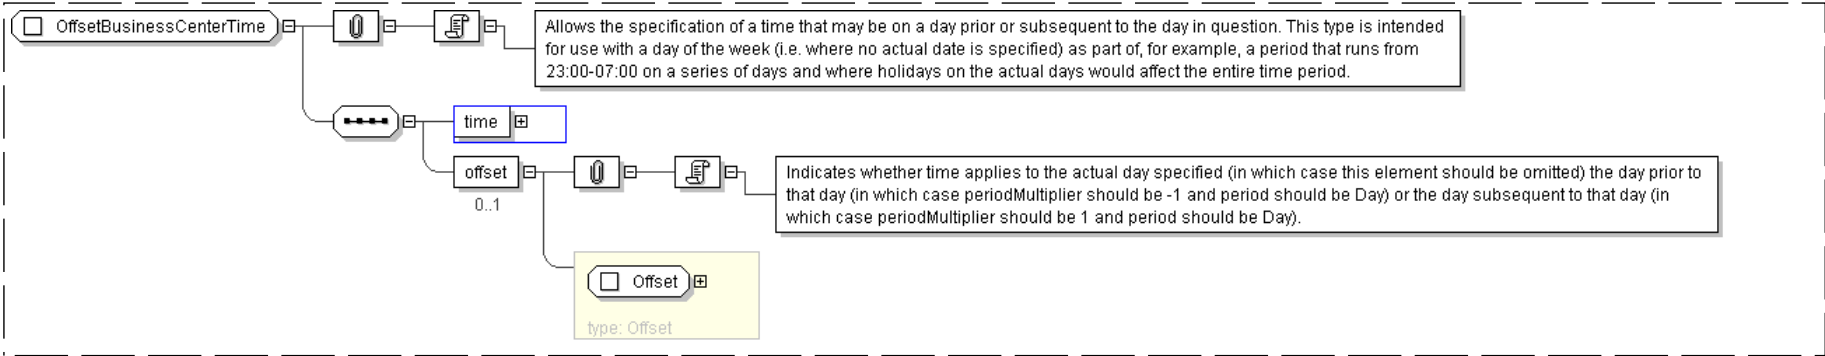 OffsetBusinessCenterTime
Allows the specification of a time that may be on a day prior or subsequent to the day in question. This type is intended
for use with a day of the week (i.e. where no actual date is specified) as part of, for example, a period that runs from
23:00-07:00 on a series of days and where holidays on the actual days would affect the entire time period.
time
offset
0..1
Indicates whether time applies to the actual day specified (in which case this element should be omitted) the day prior to
that day (in which case periodMultiplier should be -1 and period should be Day) or the day subsequent to that day (in
which case periodMultiplier should be 1 and period should be Day).
Offset
type: Offset